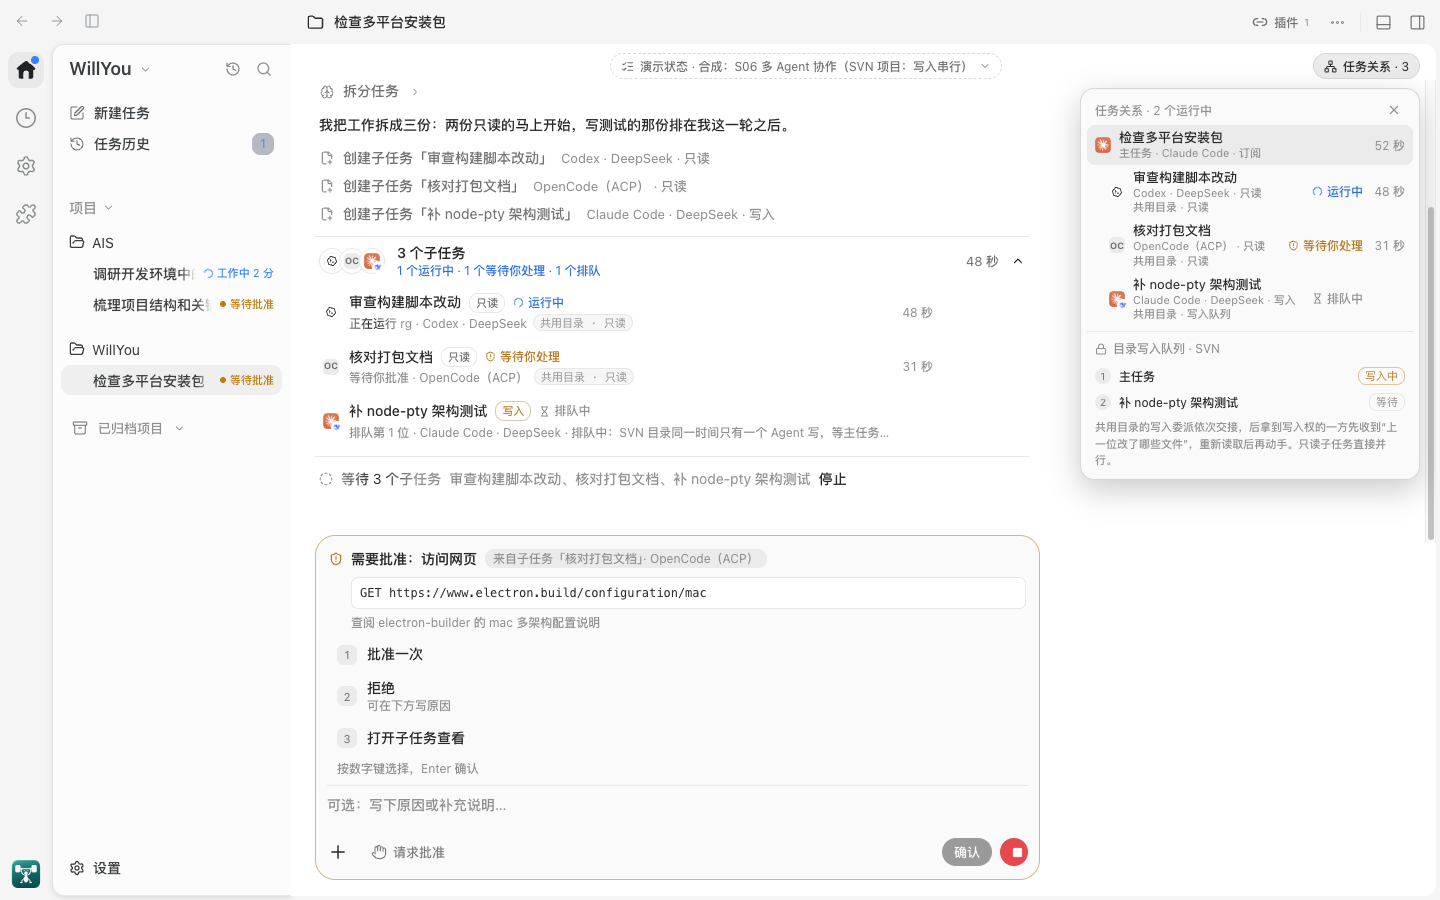 检查多平台安装包
插件 1
WillYou
新建任务
任务历史 1
项目
AIS
调研开发环境中 工作中 2 分
梳理项目结构和关 等待批准
WillYou
检查多平台安装包 等待批准
已归档项目
设置
演示状态 · 合成：S06 多 Agent 协作（SVN 项目：写入串行）
任务关系 · 3
拆分任务
我把工作拆成三份：两份只读的马上开始，写测试的那份排在我这一轮之后。
创建子任务「审查构建脚本改动」 Codex · DeepSeek · 只读
创建子任务「核对打包文档」 OpenCode（ACP） · 只读
创建子任务「补 node-pty 架构测试」 Claude Code · DeepSeek · 写入
OC
3 个子任务
1 个运行中 · 1 个等待你处理 · 1 个排队
48 秒
审查构建脚本改动 只读 运行中
正在运行 rg · Codex · DeepSeek 共用目录 · 只读
48 秒
OC
核对打包文档 只读 等待你处理
等待你批准 · OpenCode（ACP） 共用目录 · 只读
31 秒
补 node-pty 架构测试 写入 排队中
排队第 1 位 · Claude Code · DeepSeek · 排队中：SVN 目录同一时间只有一个 Agent 写，等主任务...
等待 3 个子任务 审查构建脚本改动、核对打包文档、补 node-pty 架构测试 停止
需要批准：访问网页 来自子任务「核对打包文档」· OpenCode（ACP）
GET https://www.electron.build/configuration/mac
查阅 electron-builder 的 mac 多架构配置说明
1 批准一次
2 拒绝
可在下方写原因
3 打开子任务查看
按数字键选择，Enter 确认
可选：写下原因或补充说明...
请求批准
确认
任务关系 · 2 个运行中
检查多平台安装包
主任务 · Claude Code · 订阅
52 秒
审查构建脚本改动
Codex · DeepSeek · 只读
共用目录 · 只读
运行中 48 秒
OC
核对打包文档
OpenCode（ACP） · 只读
共用目录 · 只读
等待你处理 31 秒
补 node-pty 架构测试
Claude Code · DeepSeek · 写入
共用目录 · 写入队列
排队中
目录写入队列 · SVN
1 主任务 写入中
2 补 node-pty 架构测试 等待
共用目录的写入委派依次交接，后拿到写入权的一方先收到“上
一位改了哪些文件”，重新读取后再动手。只读子任务直接并
行。